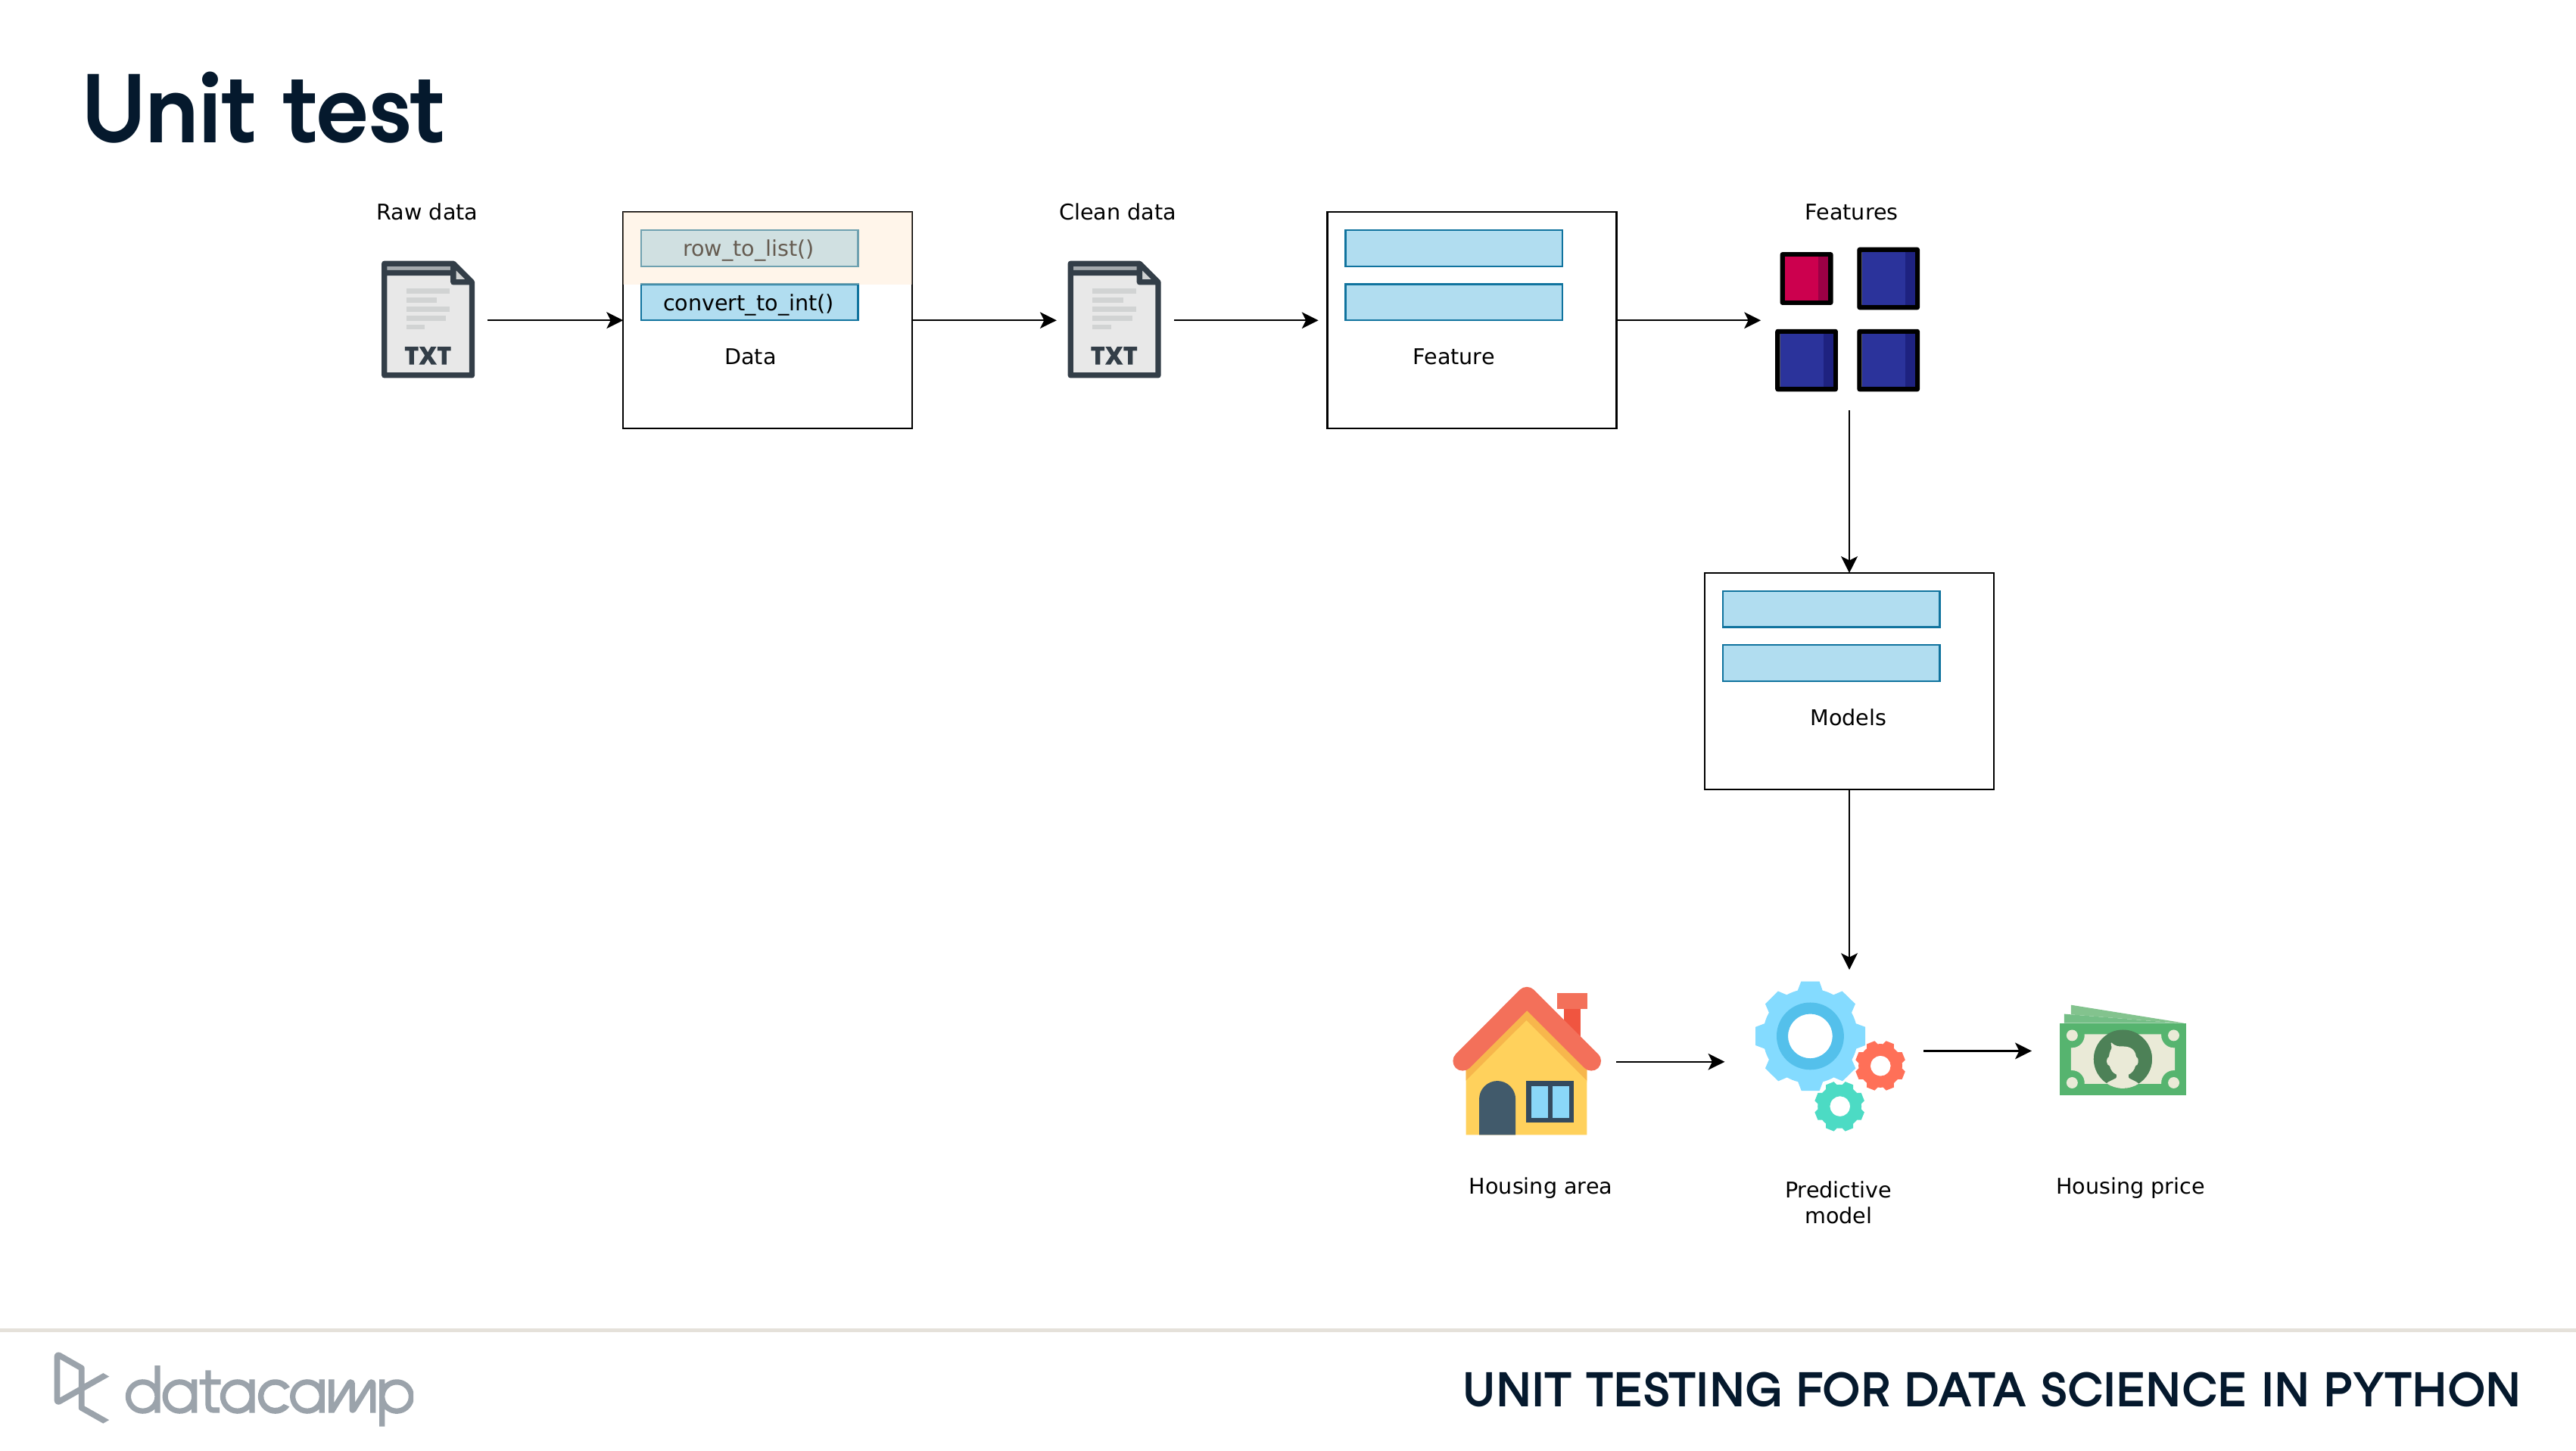 Unit test
Raw data
row_to_list()
convert_to_int()
Data
TXT
Clean data
TXT
Feature
Features
Models
Housing area
Predictive
model
Housing price
datacamp
UNIT TESTING FOR DATA SCIENCE IN PYTHON